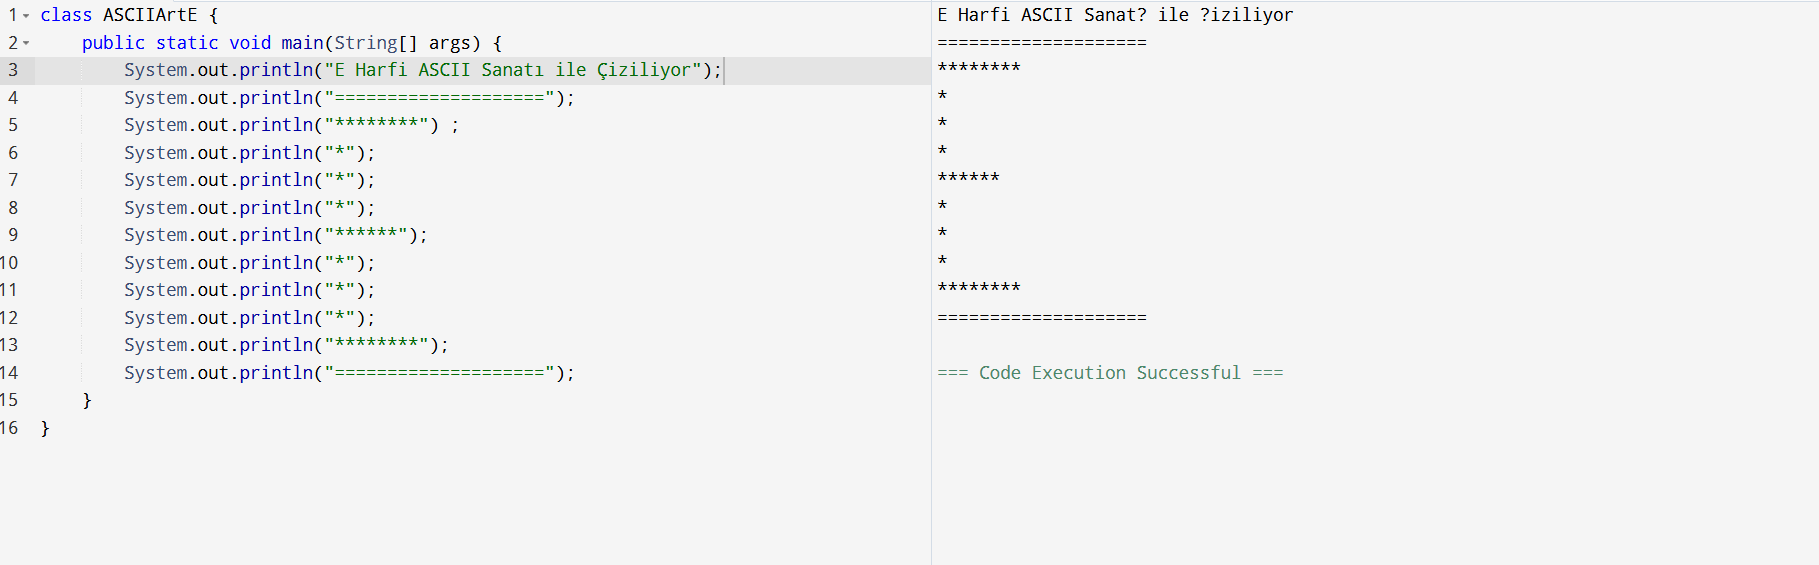 1 class ASCIIArtE {
2     public static void main(String[] args) {
3         System.out.println("E Harfi ASCII Sanatı ile Çiziliyor");
4         System.out.println("====================");
5         System.out.println("********") ;
6         System.out.println("*");
7         System.out.println("*");
8         System.out.println("*");
9         System.out.println("******");
10         System.out.println("*");
11         System.out.println("*");
12         System.out.println("*");
13         System.out.println("********");
14         System.out.println("====================");
15     }
16 }
E Harfi ASCII Sanat? ile ?iziliyor
====================
********
*
*
*
******
*
*
*
********
====================
=== Code Execution Successful ===